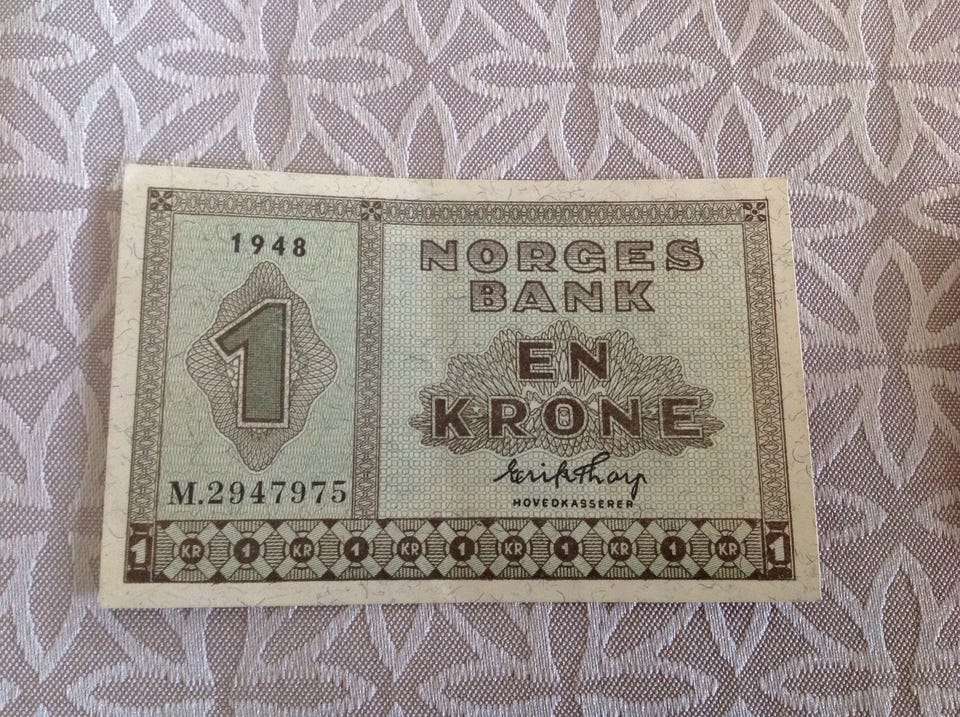 1948
1
M.2947975
NORGES
BANK
EN
KRONE
Erik Thorp
HOVEDKASSERER
1 KR 1 KR 1 KR 1 KR 1 KR 1 KR 1